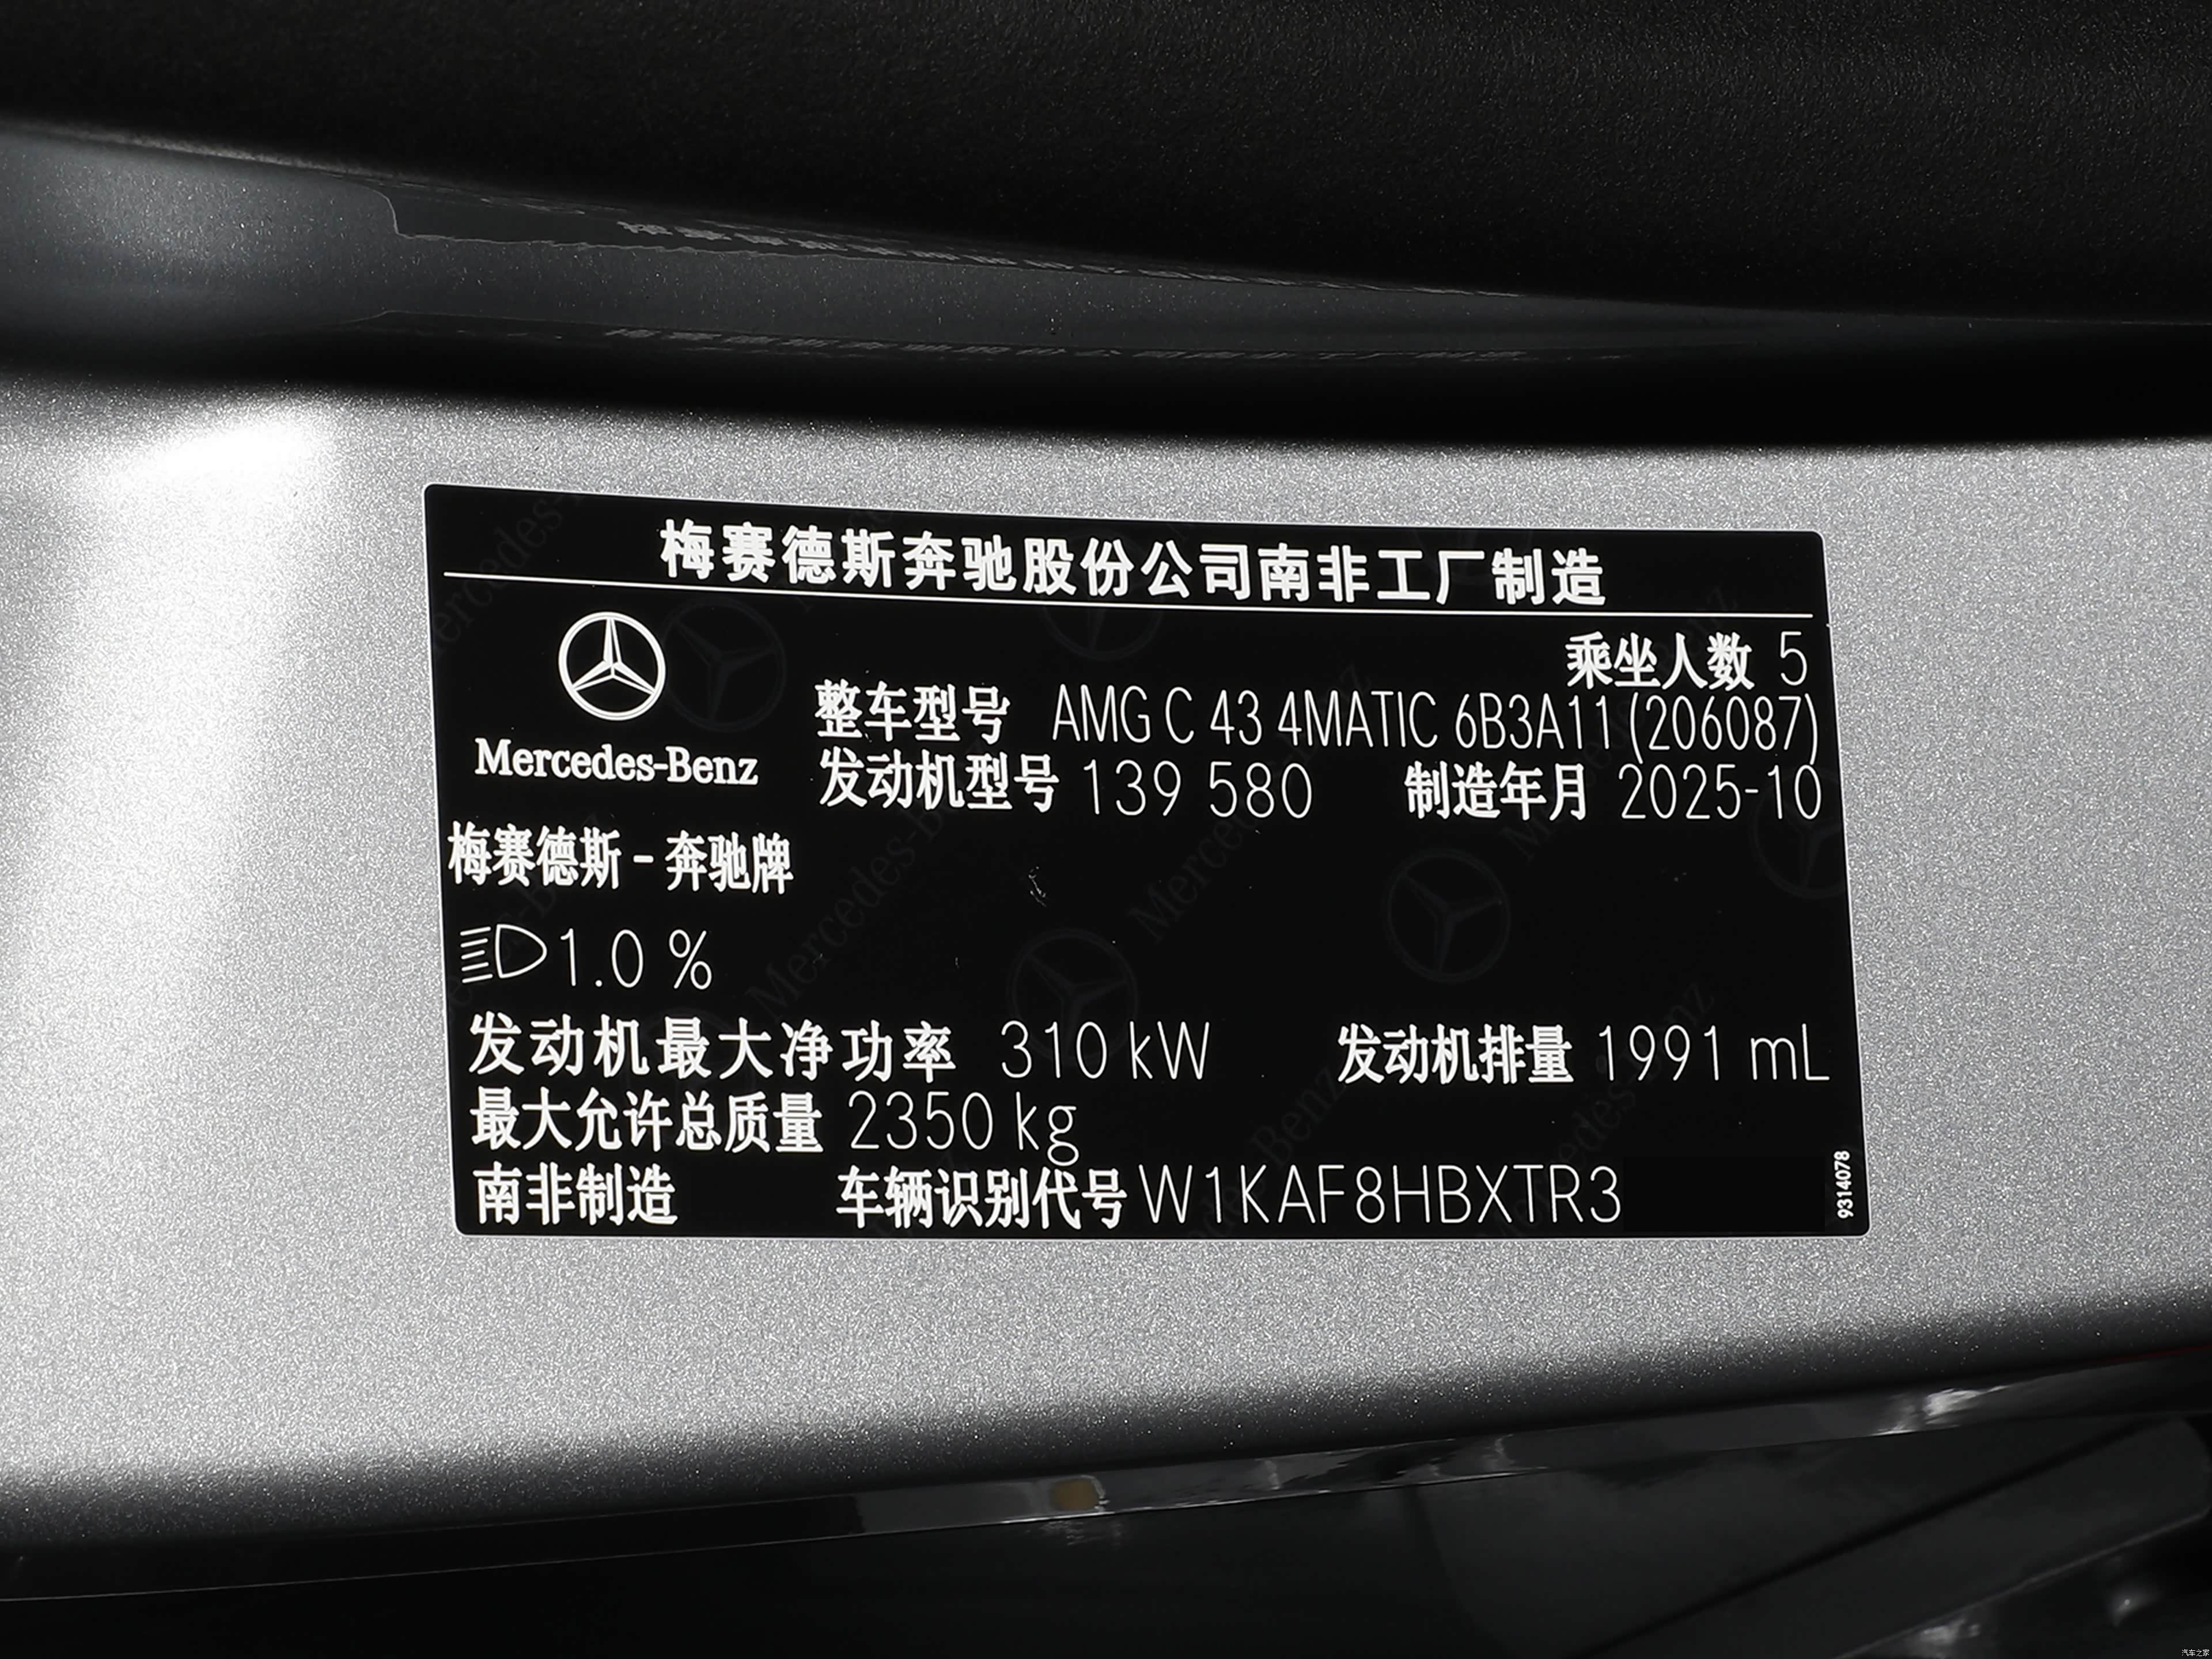 梅赛德斯奔驰股份公司南非工厂制造
乘坐人数 5
整车型号 AMG C 43 4MATIC 6B3A11 (206087)
Mercedes-Benz
发动机型号 139 580 制造年月 2025-10
梅赛德斯-奔驰牌
1.0 %
发动机最大净功率 310 kW 发动机排量 1991 mL
最大允许总质量 2350 kg
南非制造 车辆识别代号 W1KAF8HBXTR3
9314078
汽车之家